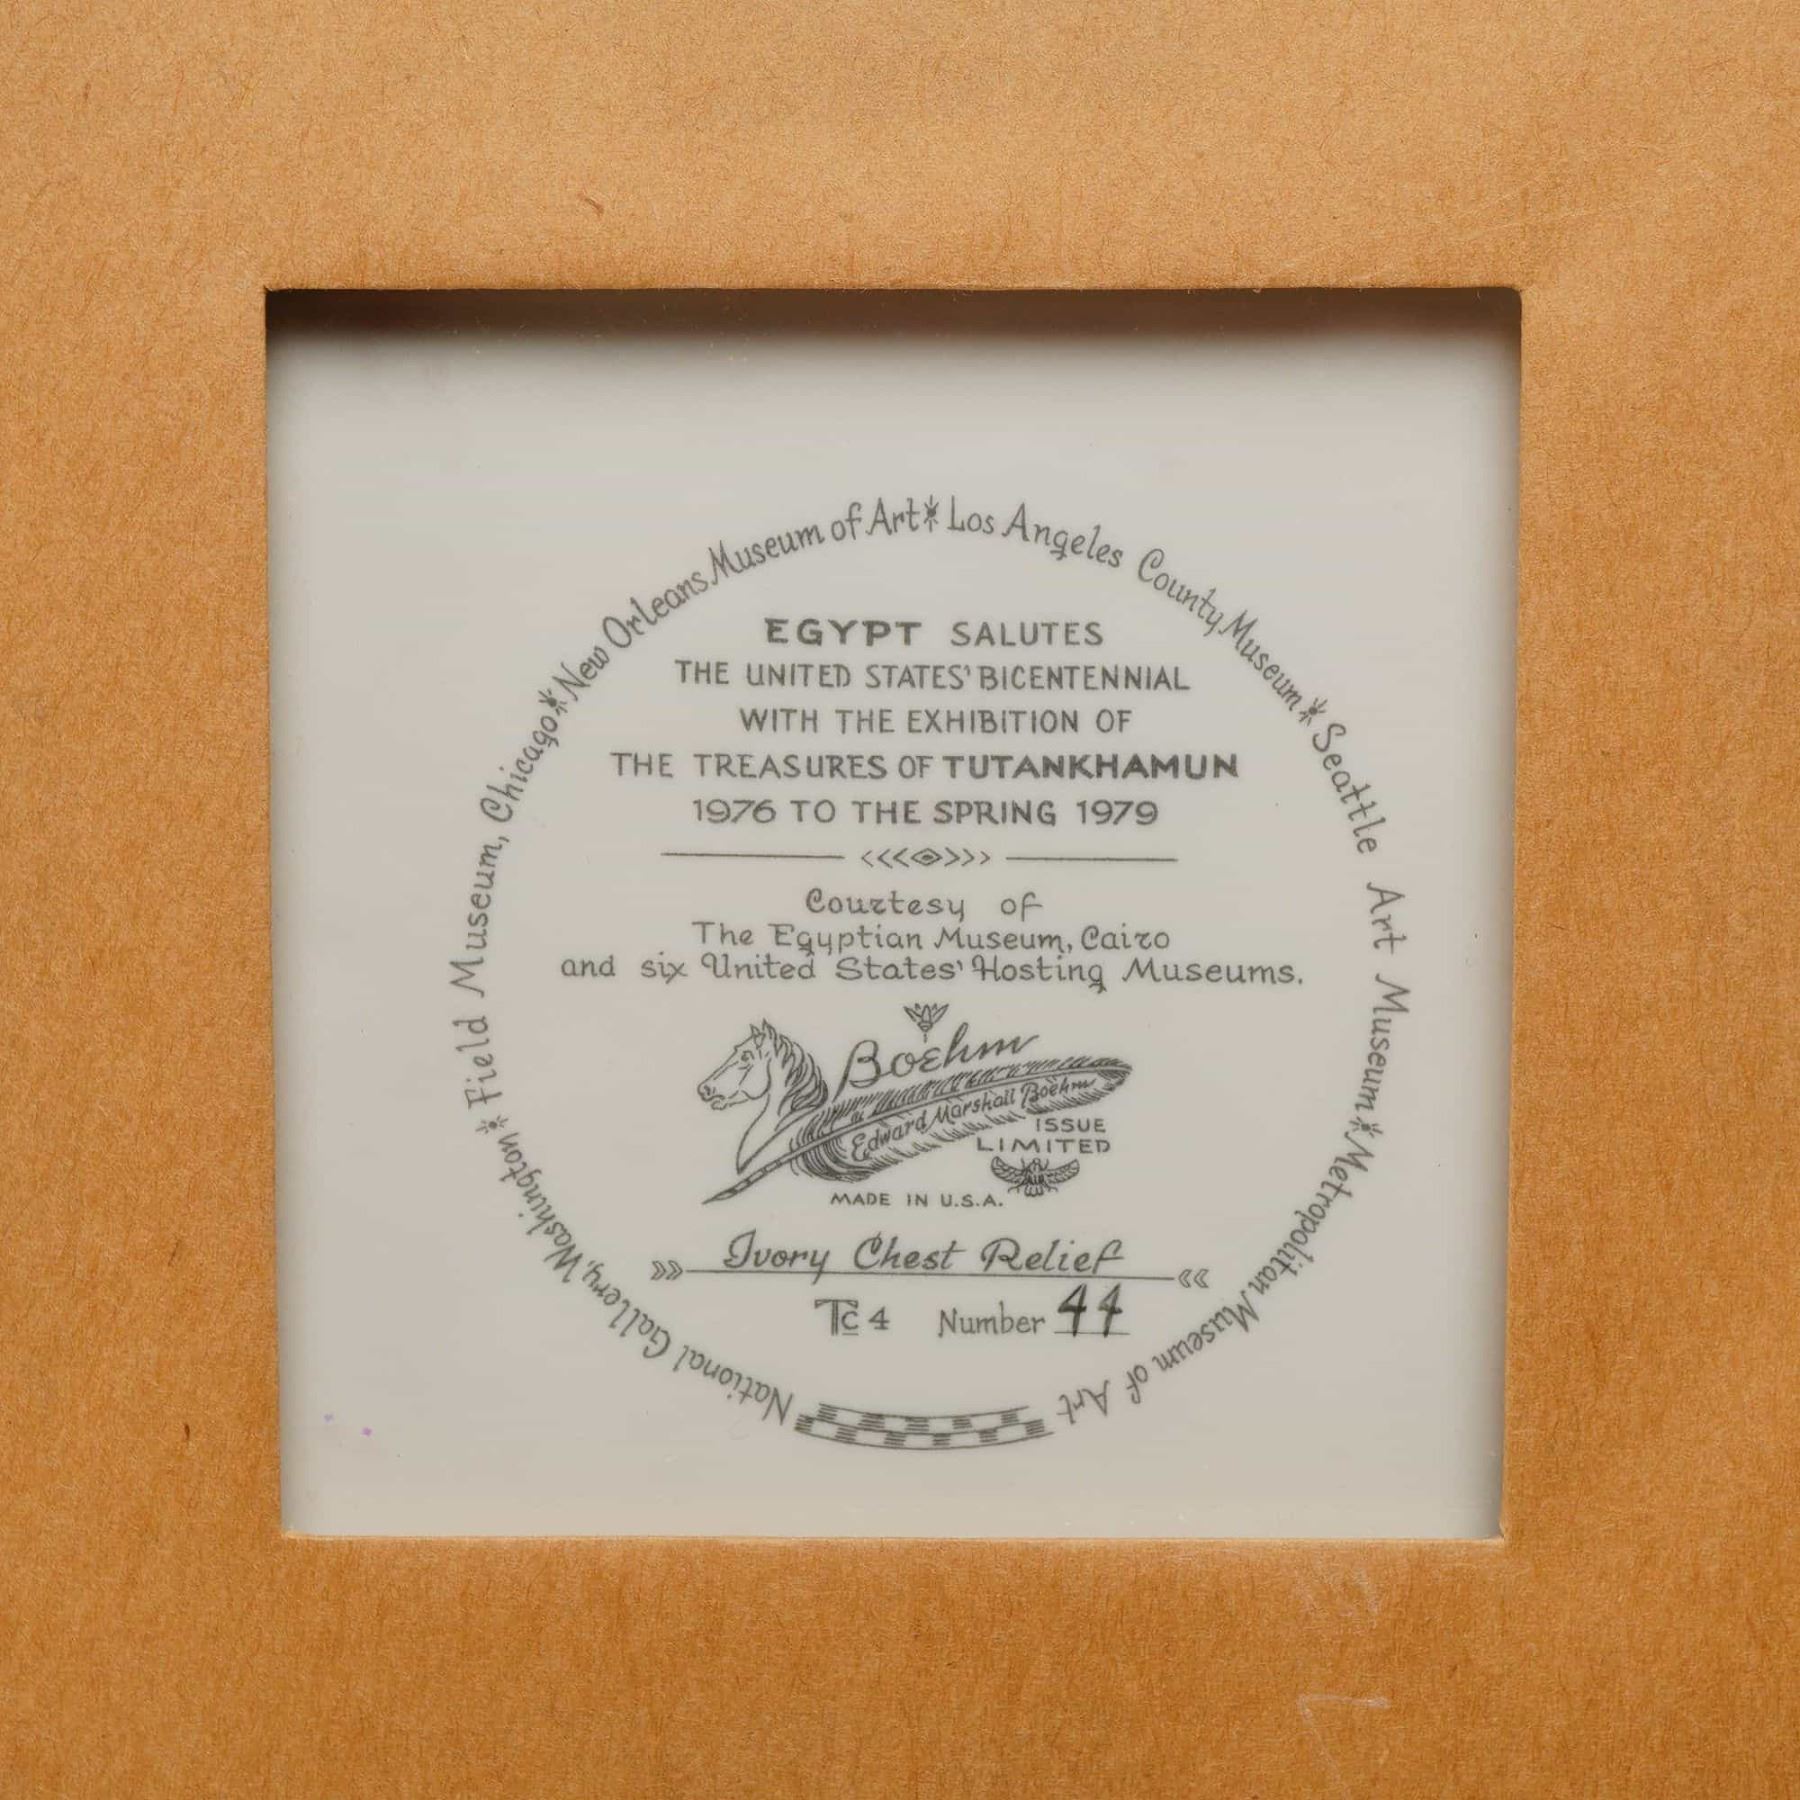 National Gallery, Washington * Field Museum, Chicago * New Orleans Museum of Art * Los Angeles County Museum * Seattle Art Museum * Metropolitan Museum of Art
EGYPT SALUTES
THE UNITED STATES' BICENTENNIAL
WITH THE EXHIBITION OF
THE TREASURES OF TUTANKHAMUN
1976 TO THE SPRING 1979
Courtesy of
The Egyptian Museum, Cairo
and six United States' Hosting Museums.
Boehm
Edward Marshall Boehm
ISSUE
LIMITED
MADE IN U.S.A.
Ivory Chest Relief
Tc 4 Number 44